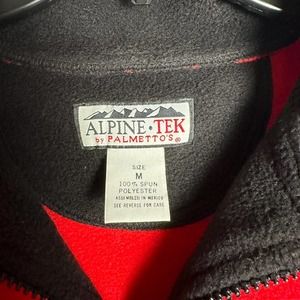 ALPINE·TEK
by PALMETTO'S®
SIZE
M
100% SPUN
POLYESTER
ASSEMBLED IN MEXICO
SEE REVERSE FOR CARE